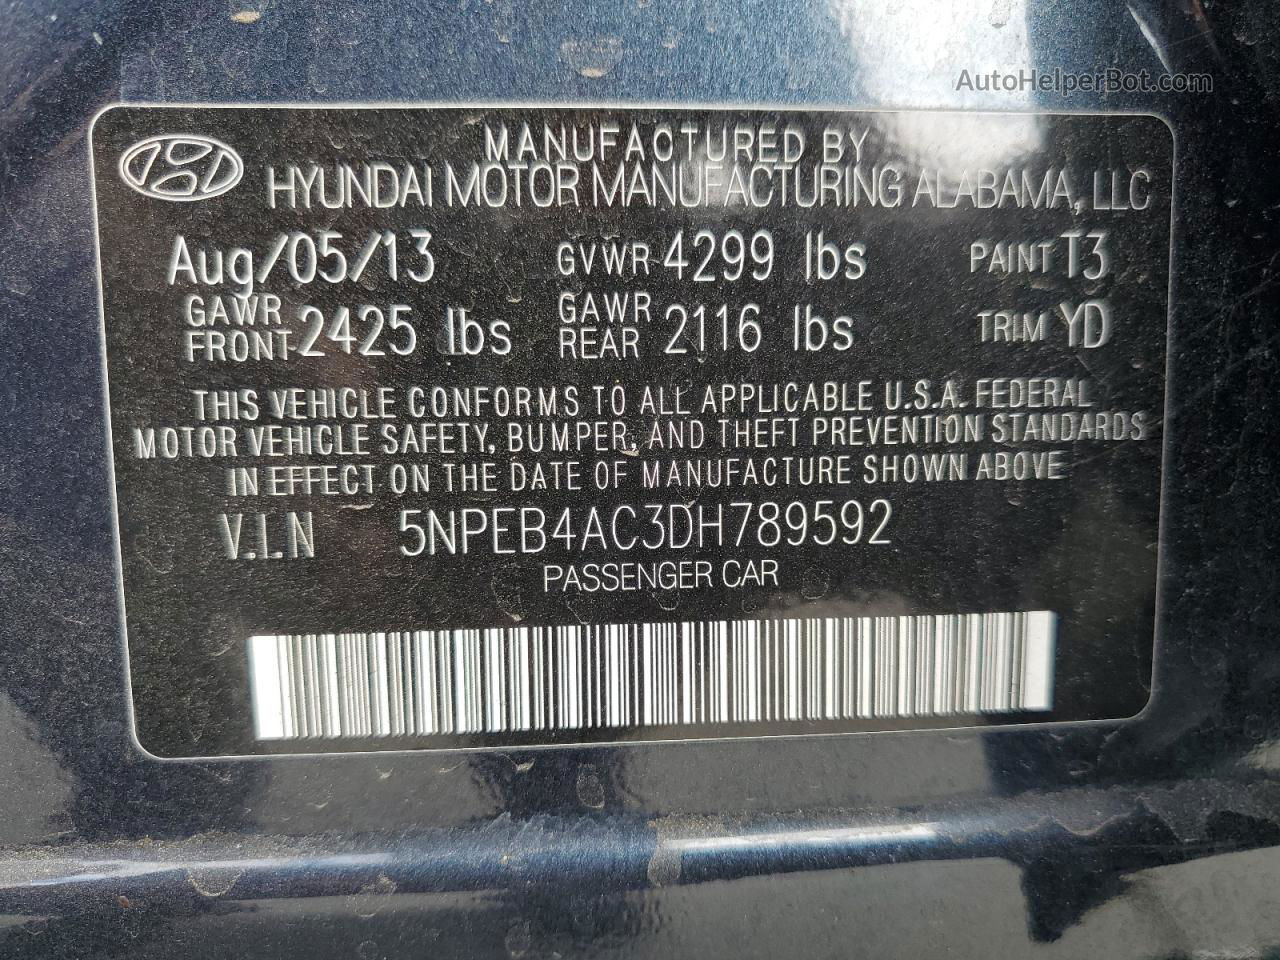 AutoHelperBot.com
MANUFACTURED BY
HYUNDAI MOTOR MANUFACTURING ALABAMA, LLC
Aug/05/13 GVWR 4299 lbs PAINT T3
GAWR FRONT 2425 lbs GAWR REAR 2116 lbs TRIM YD
THIS VEHICLE CONFORMS TO ALL APPLICABLE U.S.A. FEDERAL
MOTOR VEHICLE SAFETY, BUMPER, AND THEFT PREVENTION STANDARDS
IN EFFECT ON THE DATE OF MANUFACTURE SHOWN ABOVE
V.I.N 5NPEB4AC3DH789592
PASSENGER CAR